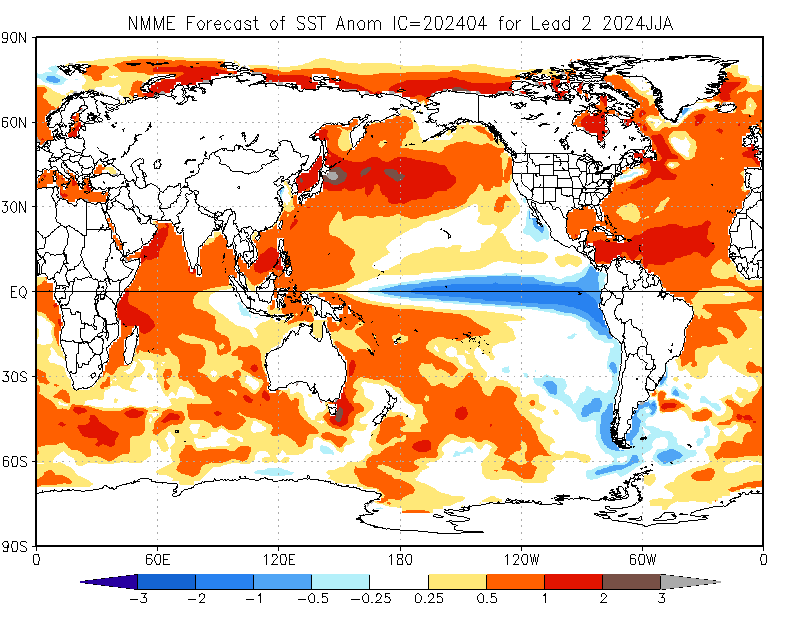 NMME Forecast of SST Anom IC=202404 for Lead 2 2024JJA
90N
60N
30N
EQ
30S
60S
90S
0 60E 120E 180 120W 60W 0
-3 -2 -1 -0.5 -0.25 0.25 0.5 1 2 3